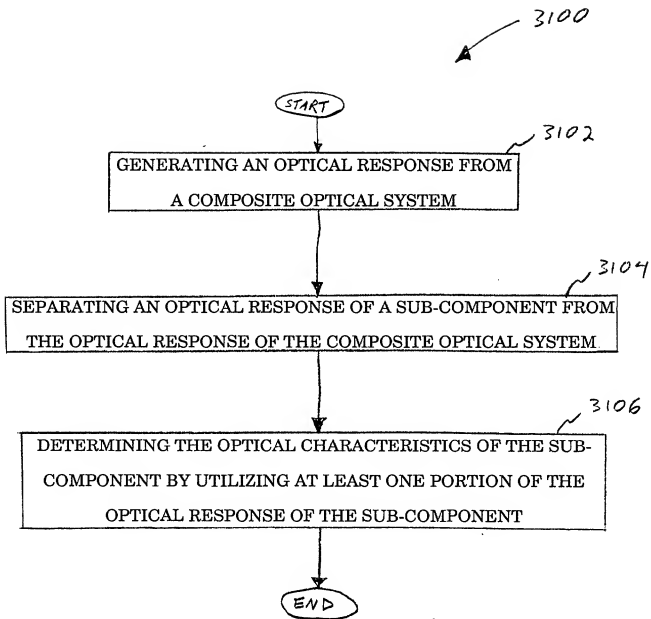 3100
START
3102
GENERATING AN OPTICAL RESPONSE FROM
A COMPOSITE OPTICAL SYSTEM
3104
SEPARATING AN OPTICAL RESPONSE OF A SUB-COMPONENT FROM
THE OPTICAL RESPONSE OF THE COMPOSITE OPTICAL SYSTEM
3106
DETERMINING THE OPTICAL CHARACTERISTICS OF THE SUB-
COMPONENT BY UTILIZING AT LEAST ONE PORTION OF THE
OPTICAL RESPONSE OF THE SUB-COMPONENT
END